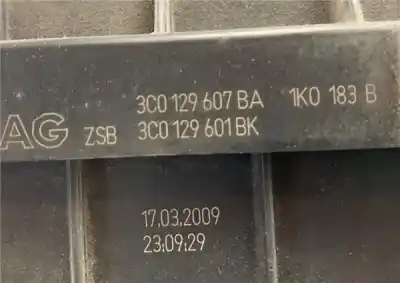 3C0 129 607 BA 1K0 183 B
AG ZSB 3C0 129 601 BK
17.03.2009
23:09:29